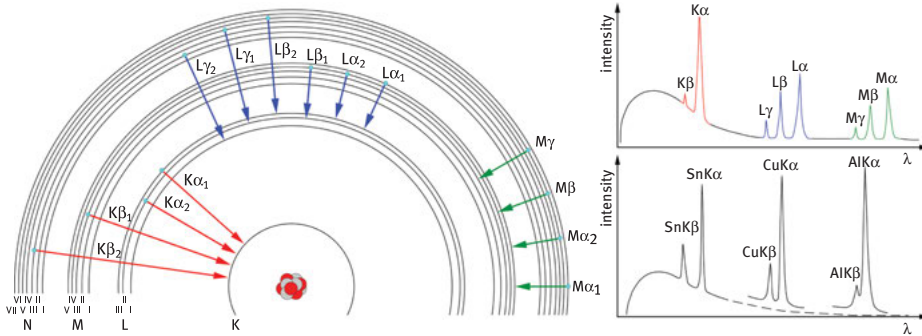 Lγ₂
Lγ₁
Lβ₂
Lβ₁
Lα₂
Lα₁
Mγ
Mβ
Mα₂
Mα₁
Kα₁
Kα₂
Kβ₁
Kβ₂
VI IV II
VII V III I
N
IV II
V III I
M
II
III I
L
K
intensity
Kα
Kβ
Lγ
Lβ
Lα
Mγ
Mβ
Mα
λ
intensity
SnKβ
SnKα
CuKβ
CuKα
AlKβ
AlKα
λ